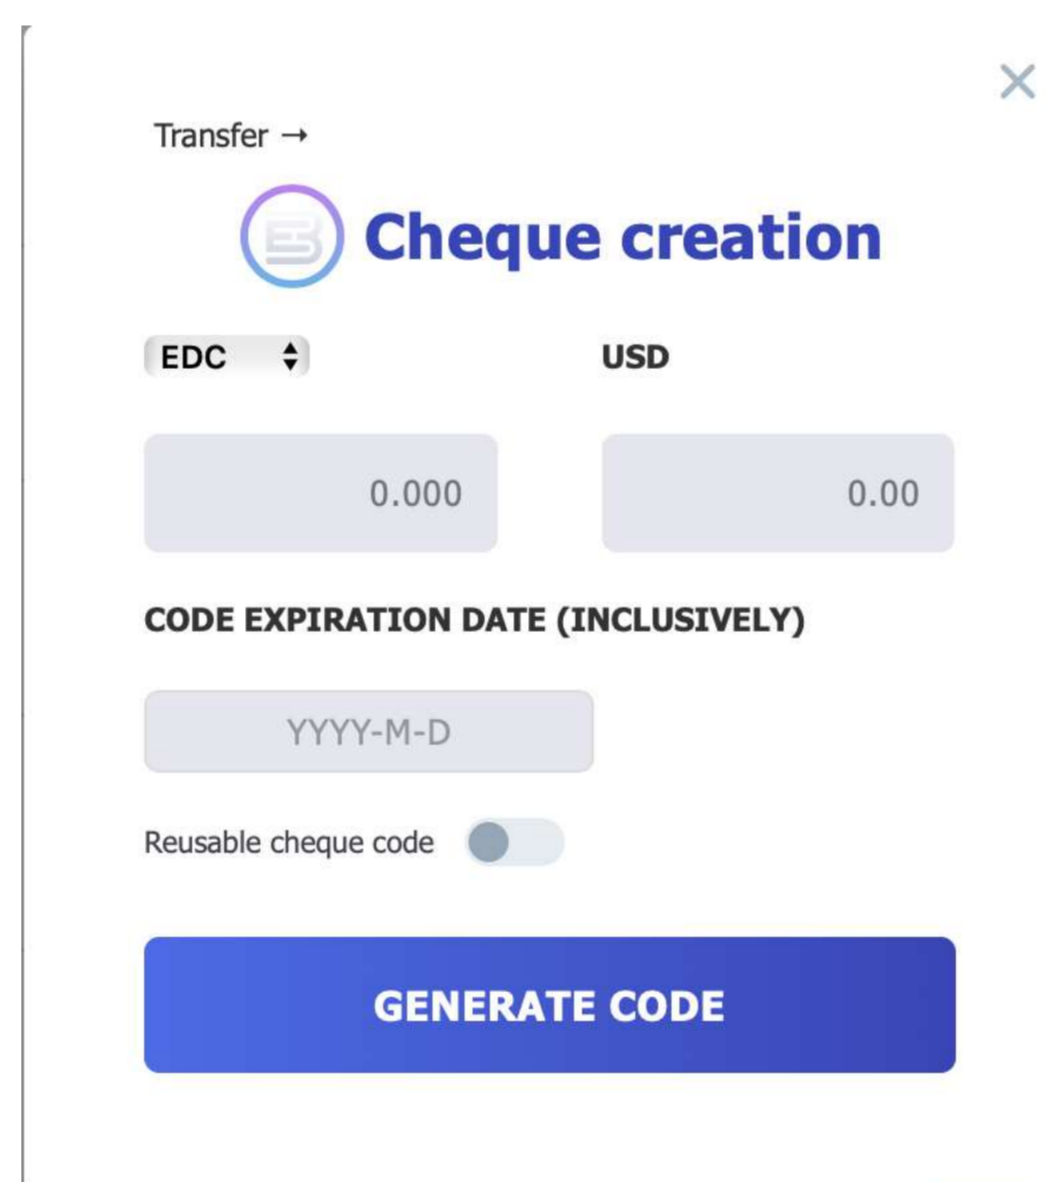 Transfer →
Cheque creation
EDC USD
0.000 0.00
CODE EXPIRATION DATE (INCLUSIVELY)
YYYY-M-D
Reusable cheque code
GENERATE CODE